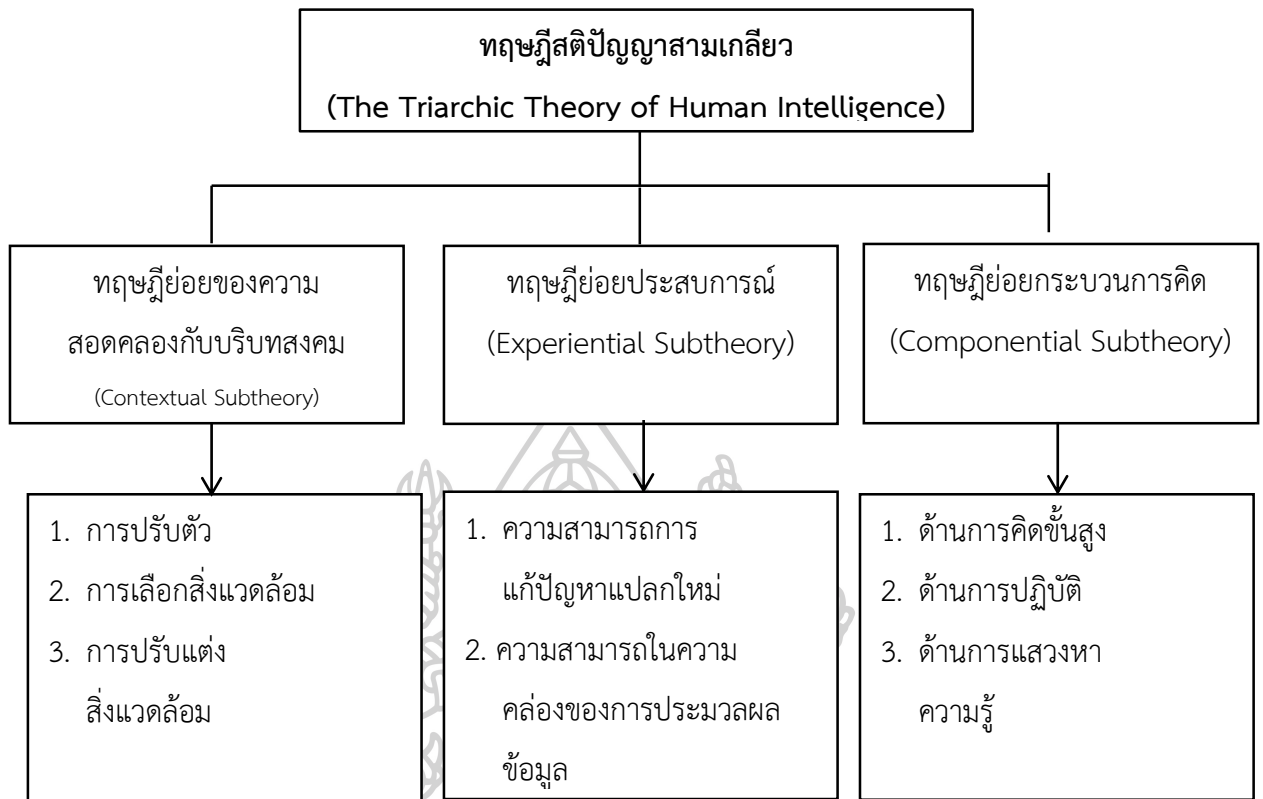 ทฤษฎีสติปัญญาสามเกลียว
(The Triarchic Theory of Human Intelligence)
ทฤษฎีย่อยของความ
สอดคลองกับบริบทสงคม
(Contextual Subtheory)
ทฤษฎีย่อยประสบการณ์
(Experiential Subtheory)
ทฤษฎีย่อยกระบวนการคิด
(Componential Subtheory)
1. การปรับตัว
2. การเลือกสิ่งแวดล้อม
3. การปรับแต่ง
สิ่งแวดล้อม
1. ความสามารถการ
แก้ปัญหาแปลกใหม่
2. ความสามารถในความ
คล่องของการประมวลผล
ข้อมูล
1. ด้านการคิดขั้นสูง
2. ด้านการปฏิบัติ
3. ด้านการแสวงหา
ความรู้